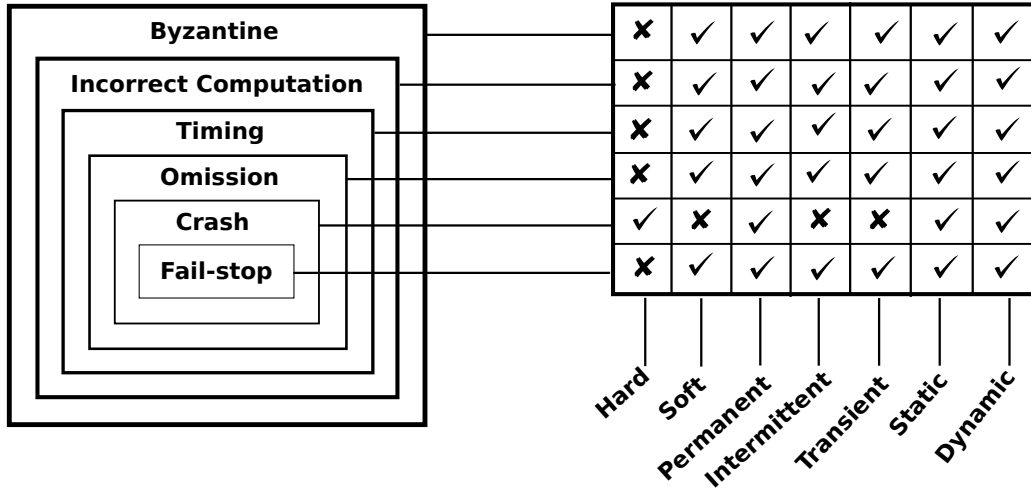 Byzantine
Incorrect Computation
Timing
Omission
Crash
Fail-stop
✘ ✓ ✓ ✓ ✓ ✓ ✓
✘ ✓ ✓ ✓ ✓ ✓ ✓
✘ ✓ ✓ ✓ ✓ ✓ ✓
✘ ✓ ✓ ✓ ✓ ✓ ✓
✓ ✘ ✓ ✘ ✘ ✓ ✓
✘ ✓ ✓ ✓ ✓ ✓ ✓
Hard
Soft
Permanent
Intermittent
Transient
Static
Dynamic